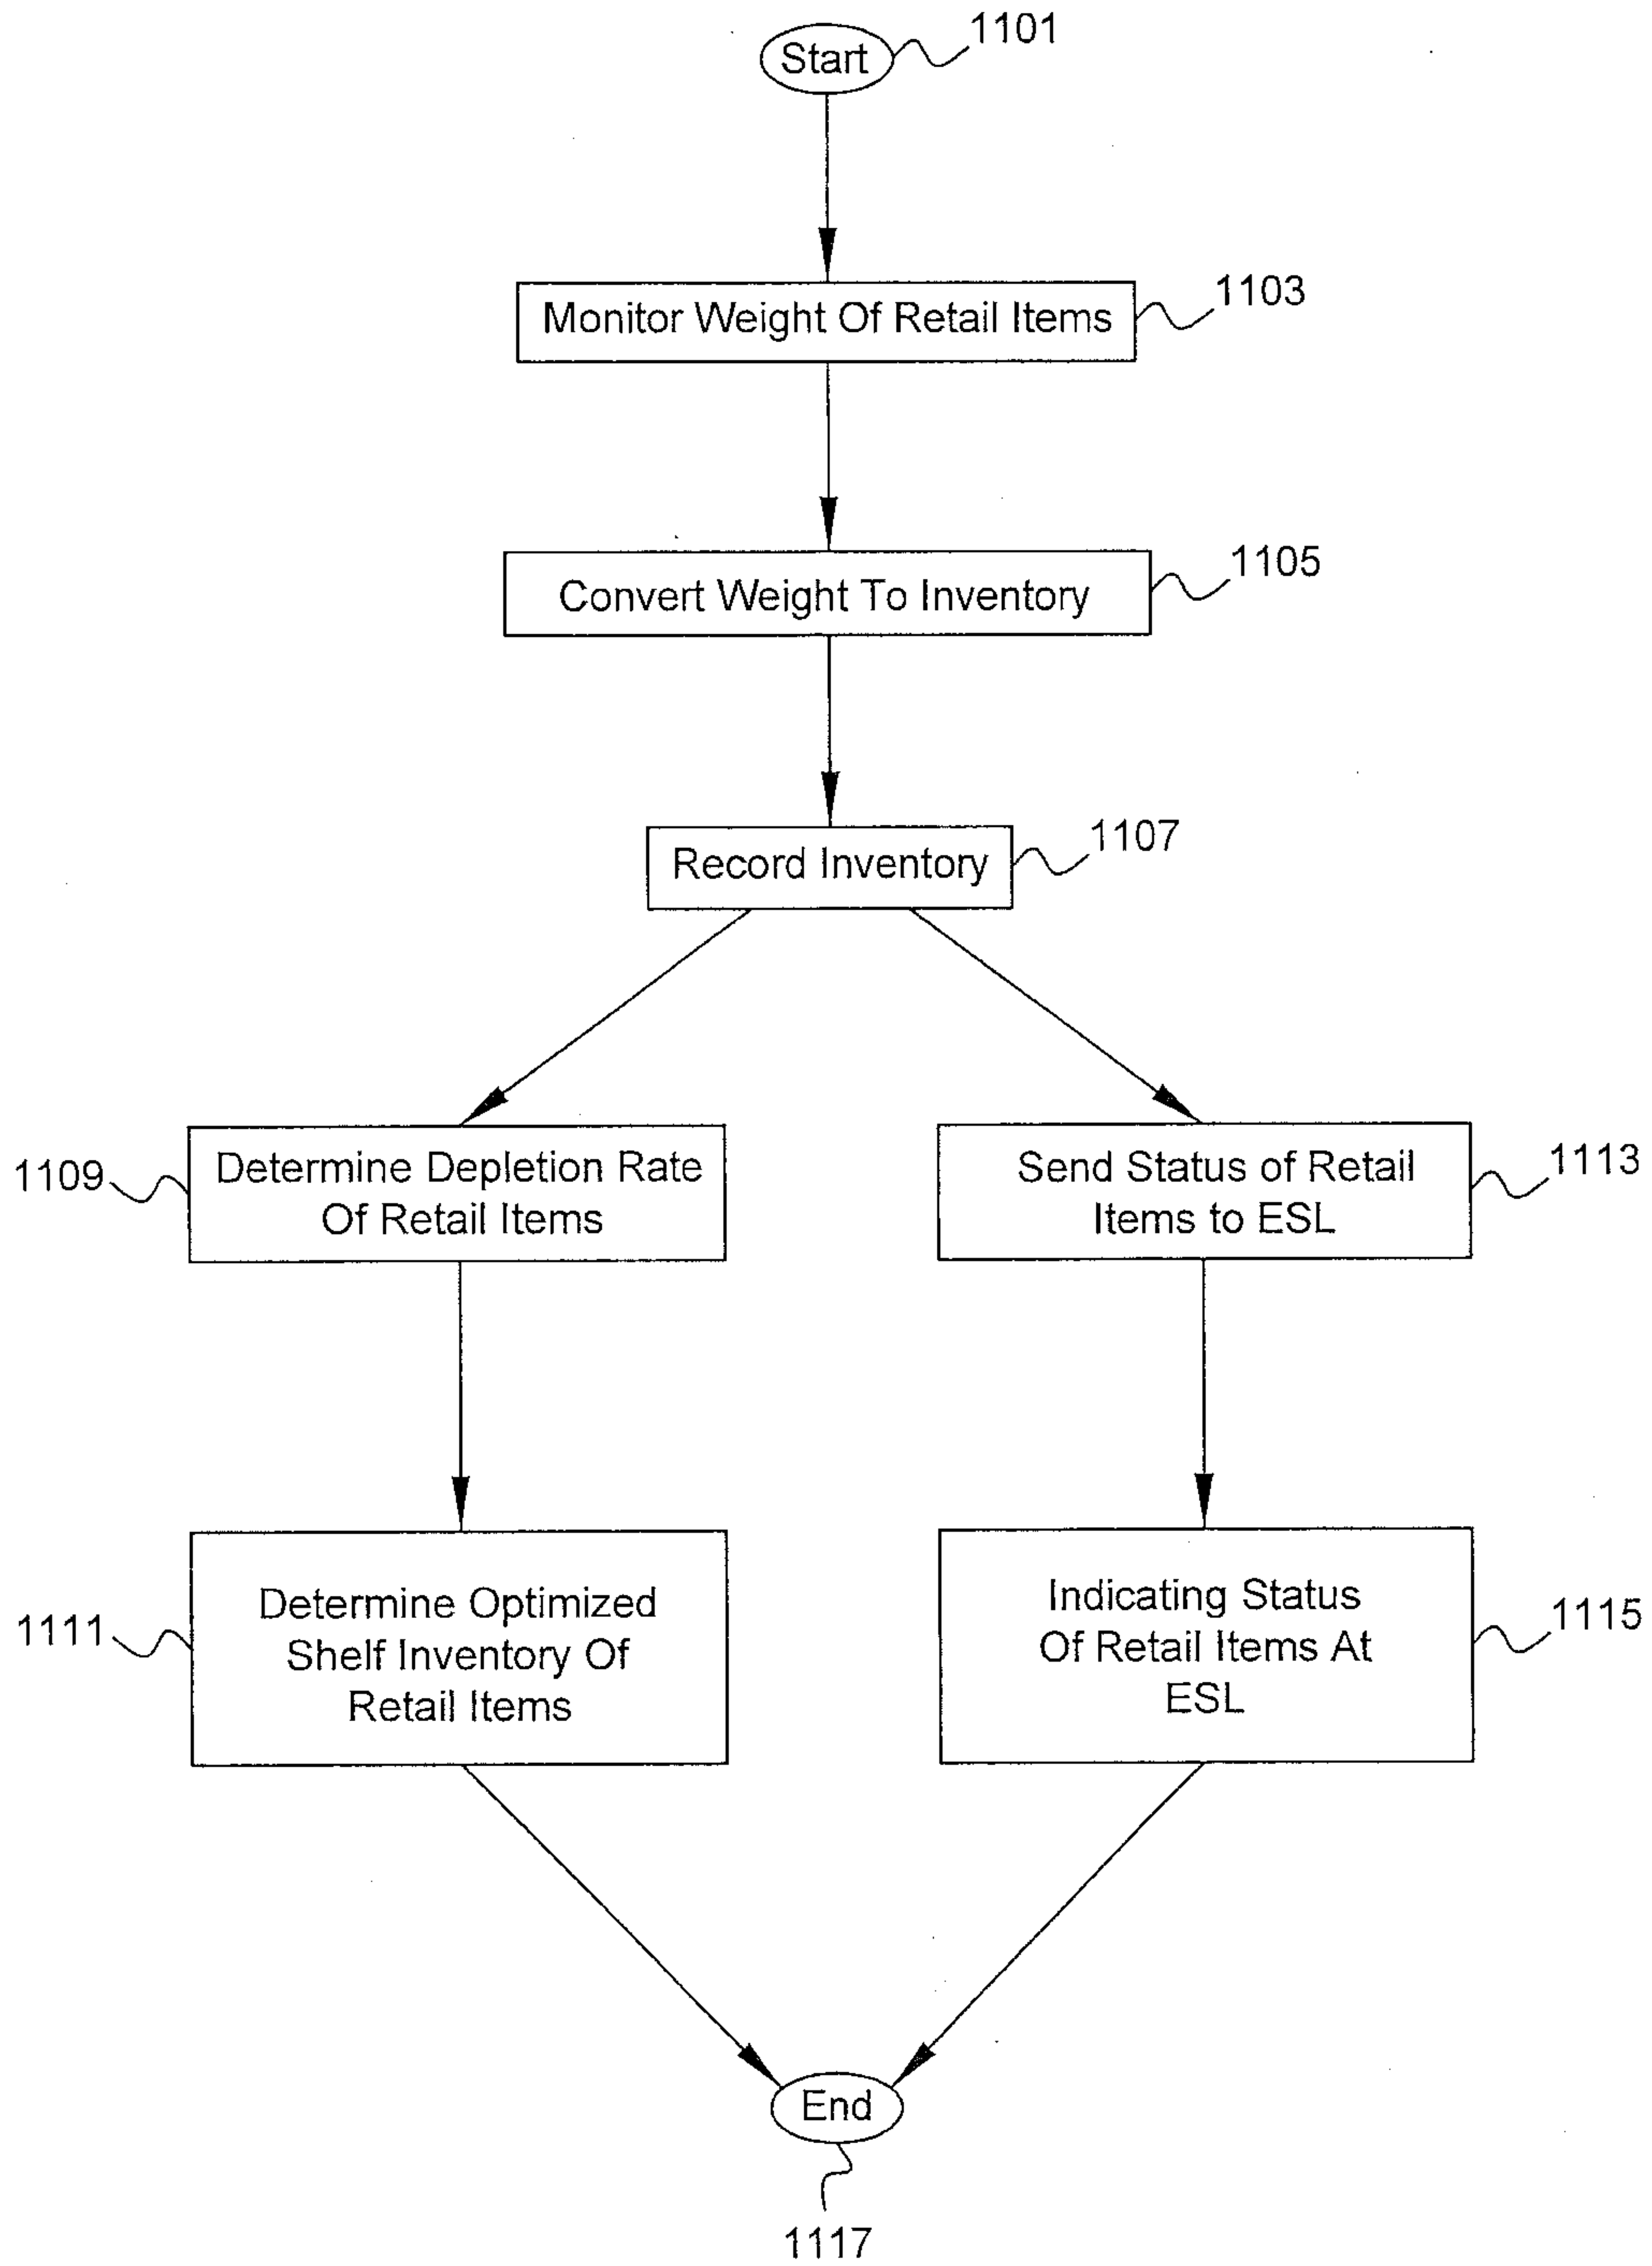 Start
1101
Monitor Weight Of Retail Items
1103
Convert Weight To Inventory
1105
Record Inventory
1107
1109
Determine Depletion Rate
Of Retail Items
Send Status of Retail
Items to ESL
1113
1111
Determine Optimized
Shelf Inventory Of
Retail Items
Indicating Status
Of Retail Items At
ESL
1115
End
1117